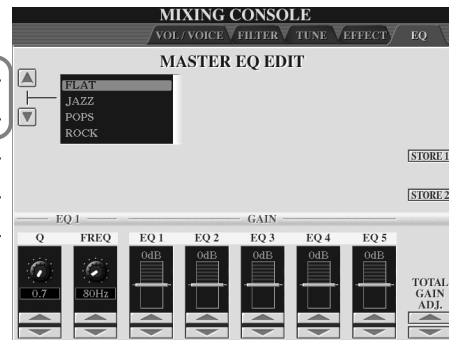 MIXING CONSOLE
VOL / VOICE FILTER TUNE EFFECT EQ
MASTER EQ EDIT
FLAT
JAZZ
POPS
ROCK
STORE 1
STORE 2
EQ 1 GAIN
Q FREQ EQ 1 EQ 2 EQ 3 EQ 4 EQ 5
0dB 0dB 0dB 0dB 0dB
0.7 80Hz
TOTAL
GAIN
ADJ.